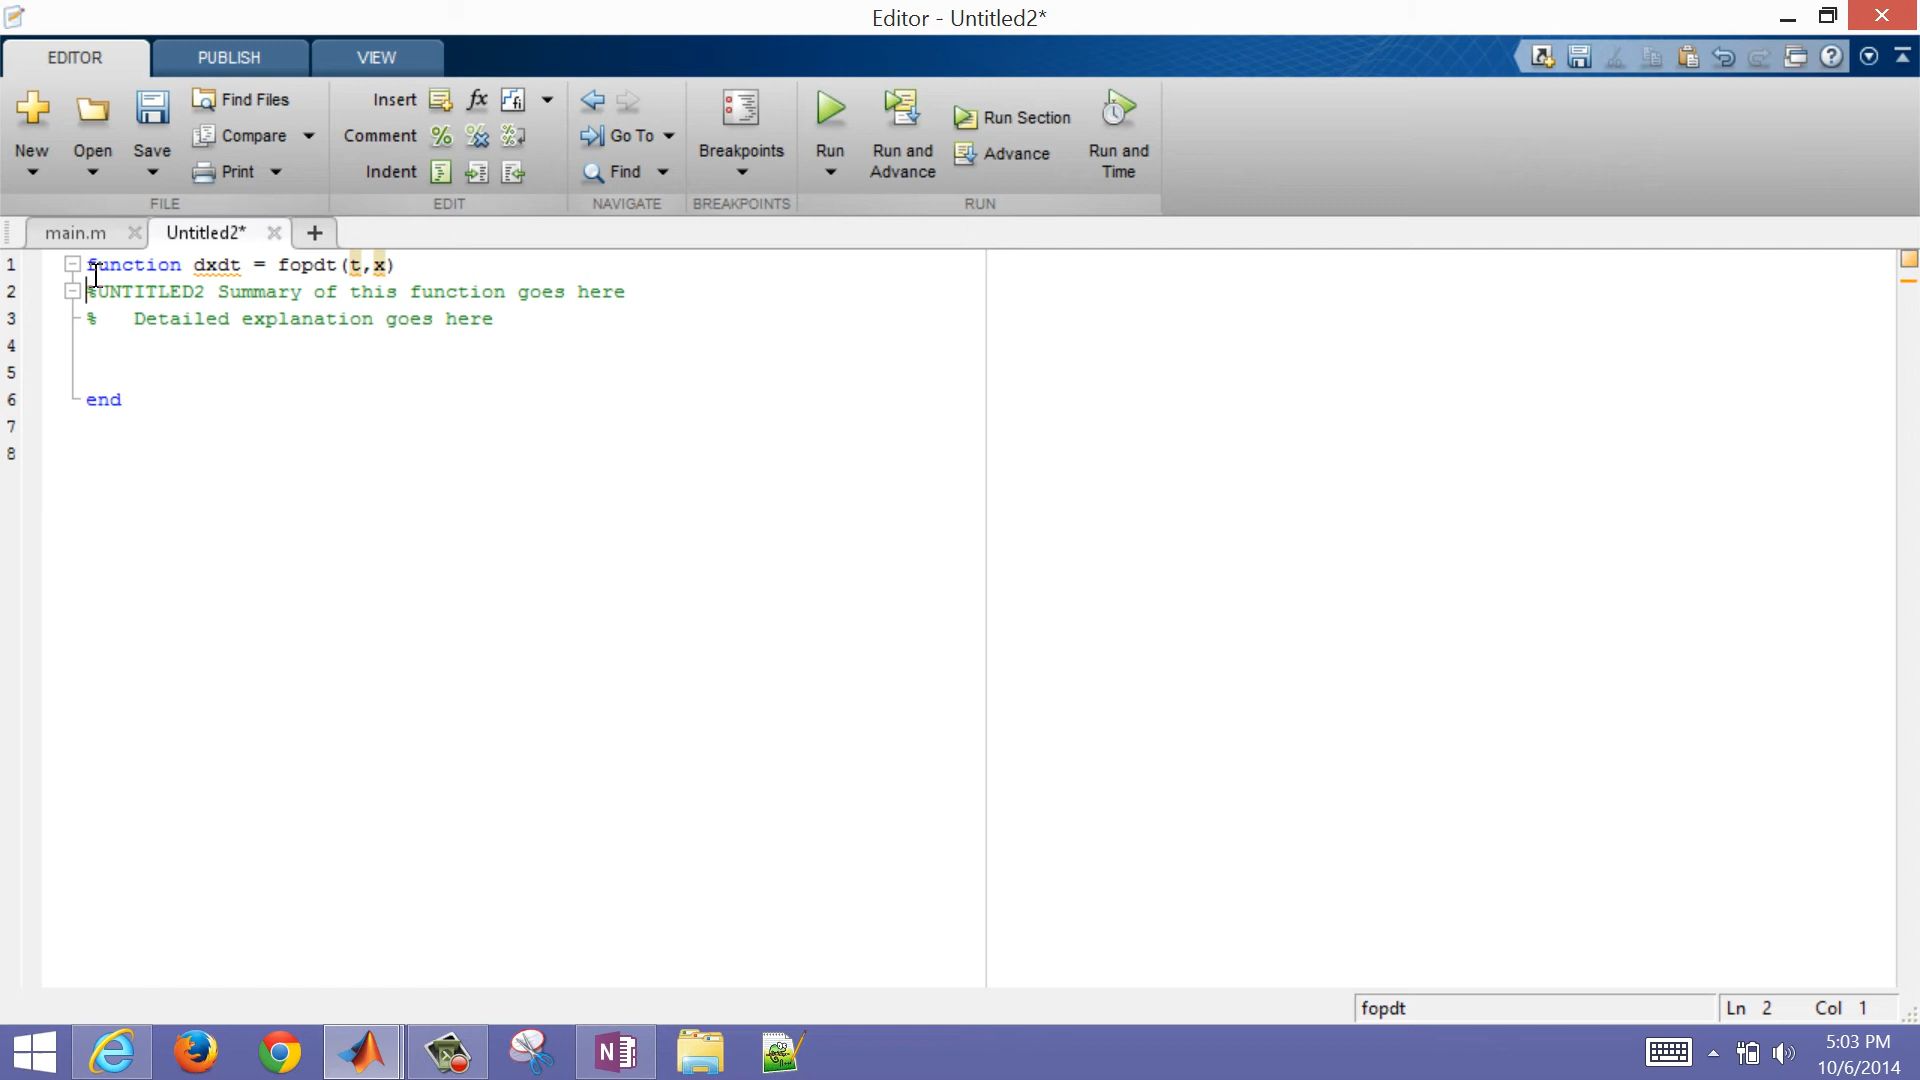 Editor - Untitled2*
EDITOR PUBLISH VIEW
New Open Save Find Files Compare Print
FILE
Insert fx
Comment
Indent
EDIT
Go To
Find
NAVIGATE
Breakpoints
BREAKPOINTS
Run Run and Advance Run Section Advance Run and Time
RUN
main.m Untitled2* +
1 function dxdt = fopdt(t,x)
2 %UNTITLED2 Summary of this function goes here
3 % Detailed explanation goes here
4
5
6 end
7
8
fopdt Ln 2 Col 1
5:03 PM
10/6/2014